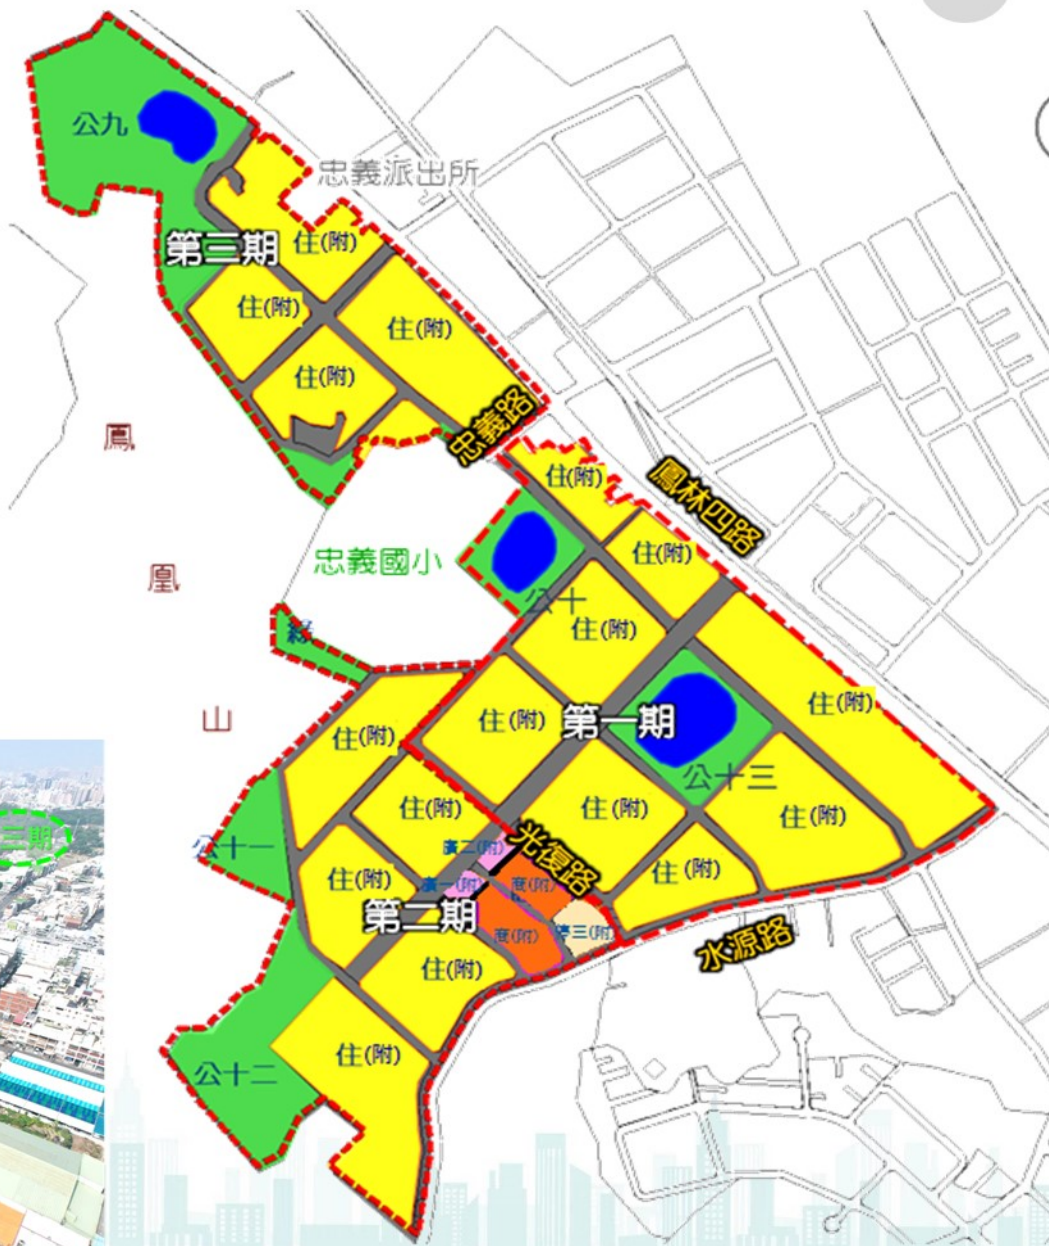 公九
忠義派出所
第三期
住(附)
住(附)
住(附)
住(附)
忠義路
鳳
住(附)
鳳林四路
住(附)
忠義國小
凰
公十
住(附)
綠
山
住(附)
第一期
住(附)
住(附)
公十三
住(附)
住(附)
住(附)
三期
公十一
廣二(附)
光復路
住(附)
住(附)
廣一(附)
商(附)
第二期
商(附)
停三(附)
水源路
住(附)
公十二
住(附)